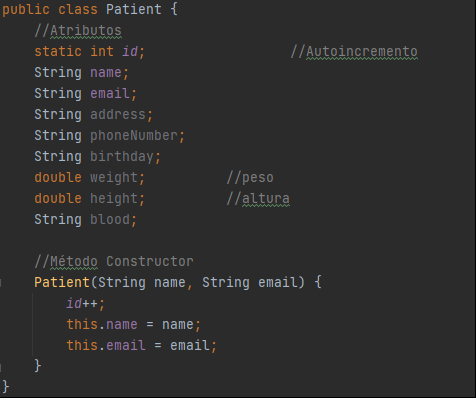 public class Patient {
    //Atributos
    static int id;                  //Autoincremento
    String name;
    String email;
    String address;
    String phoneNumber;
    String birthday;
    double weight;          //peso
    double height;          //altura
    String blood;

    //Método Constructor
    Patient(String name, String email) {
        id++;
        this.name = name;
        this.email = email;
    }
}